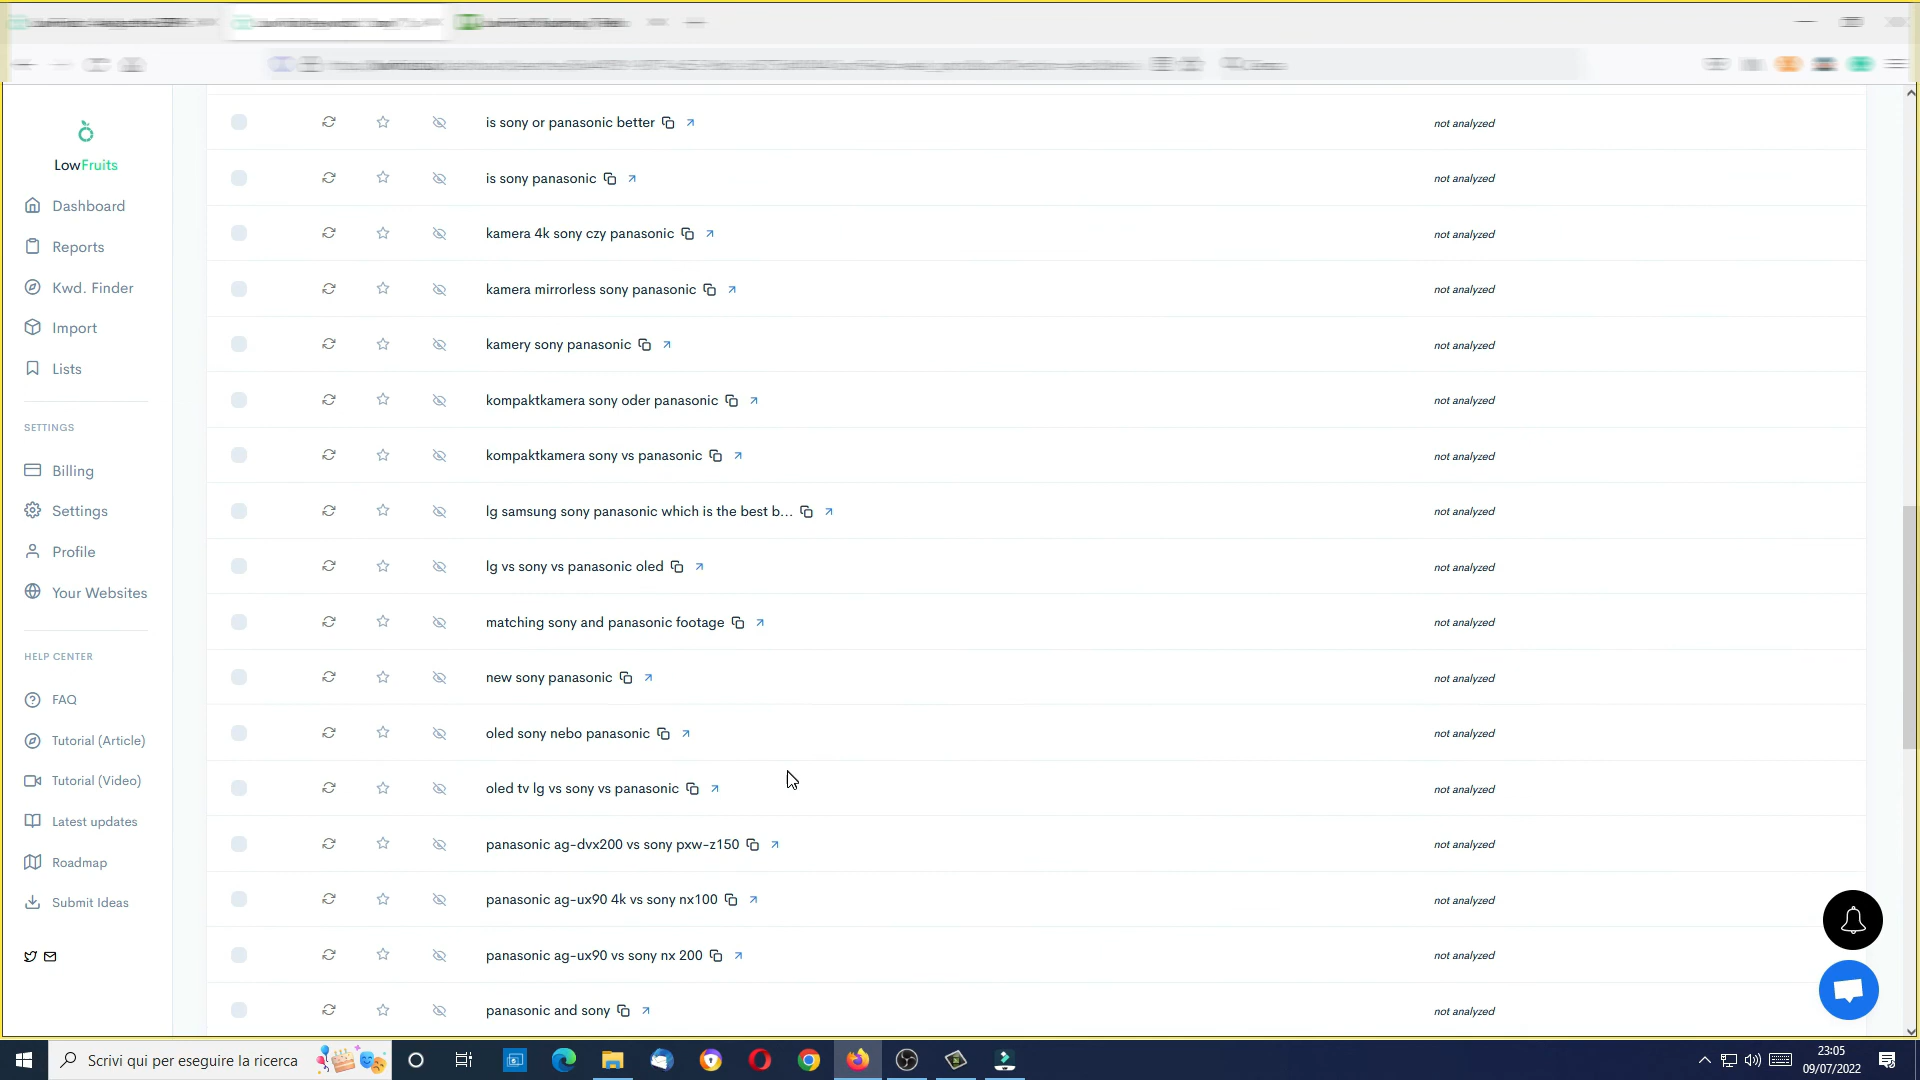 is sony or panasonic better not analyzed
is sony panasonic not analyzed
kamera 4k sony czy panasonic not analyzed
kamera mirrorless sony panasonic not analyzed
kamery sony panasonic not analyzed
kompaktkamera sony oder panasonic not analyzed
kompaktkamera sony vs panasonic not analyzed
lg samsung sony panasonic which is the best b... not analyzed
lg vs sony vs panasonic oled not analyzed
matching sony and panasonic footage not analyzed
new sony panasonic not analyzed
oled sony nebo panasonic not analyzed
oled tv lg vs sony vs panasonic not analyzed
panasonic ag-dvx200 vs sony pxw-z150 not analyzed
panasonic ag-ux90 4k vs sony nx100 not analyzed
panasonic ag-ux90 vs sony nx 200 not analyzed
panasonic and sony not analyzed
LowFruits
Dashboard
Reports
Kwd. Finder
Import
Lists
SETTINGS
Billing
Settings
Profile
Your Websites
HELP CENTER
FAQ
Tutorial (Article)
Tutorial (Video)
Latest updates
Roadmap
Submit Ideas
Scrivi qui per eseguire la ricerca
23:05
09/07/2022